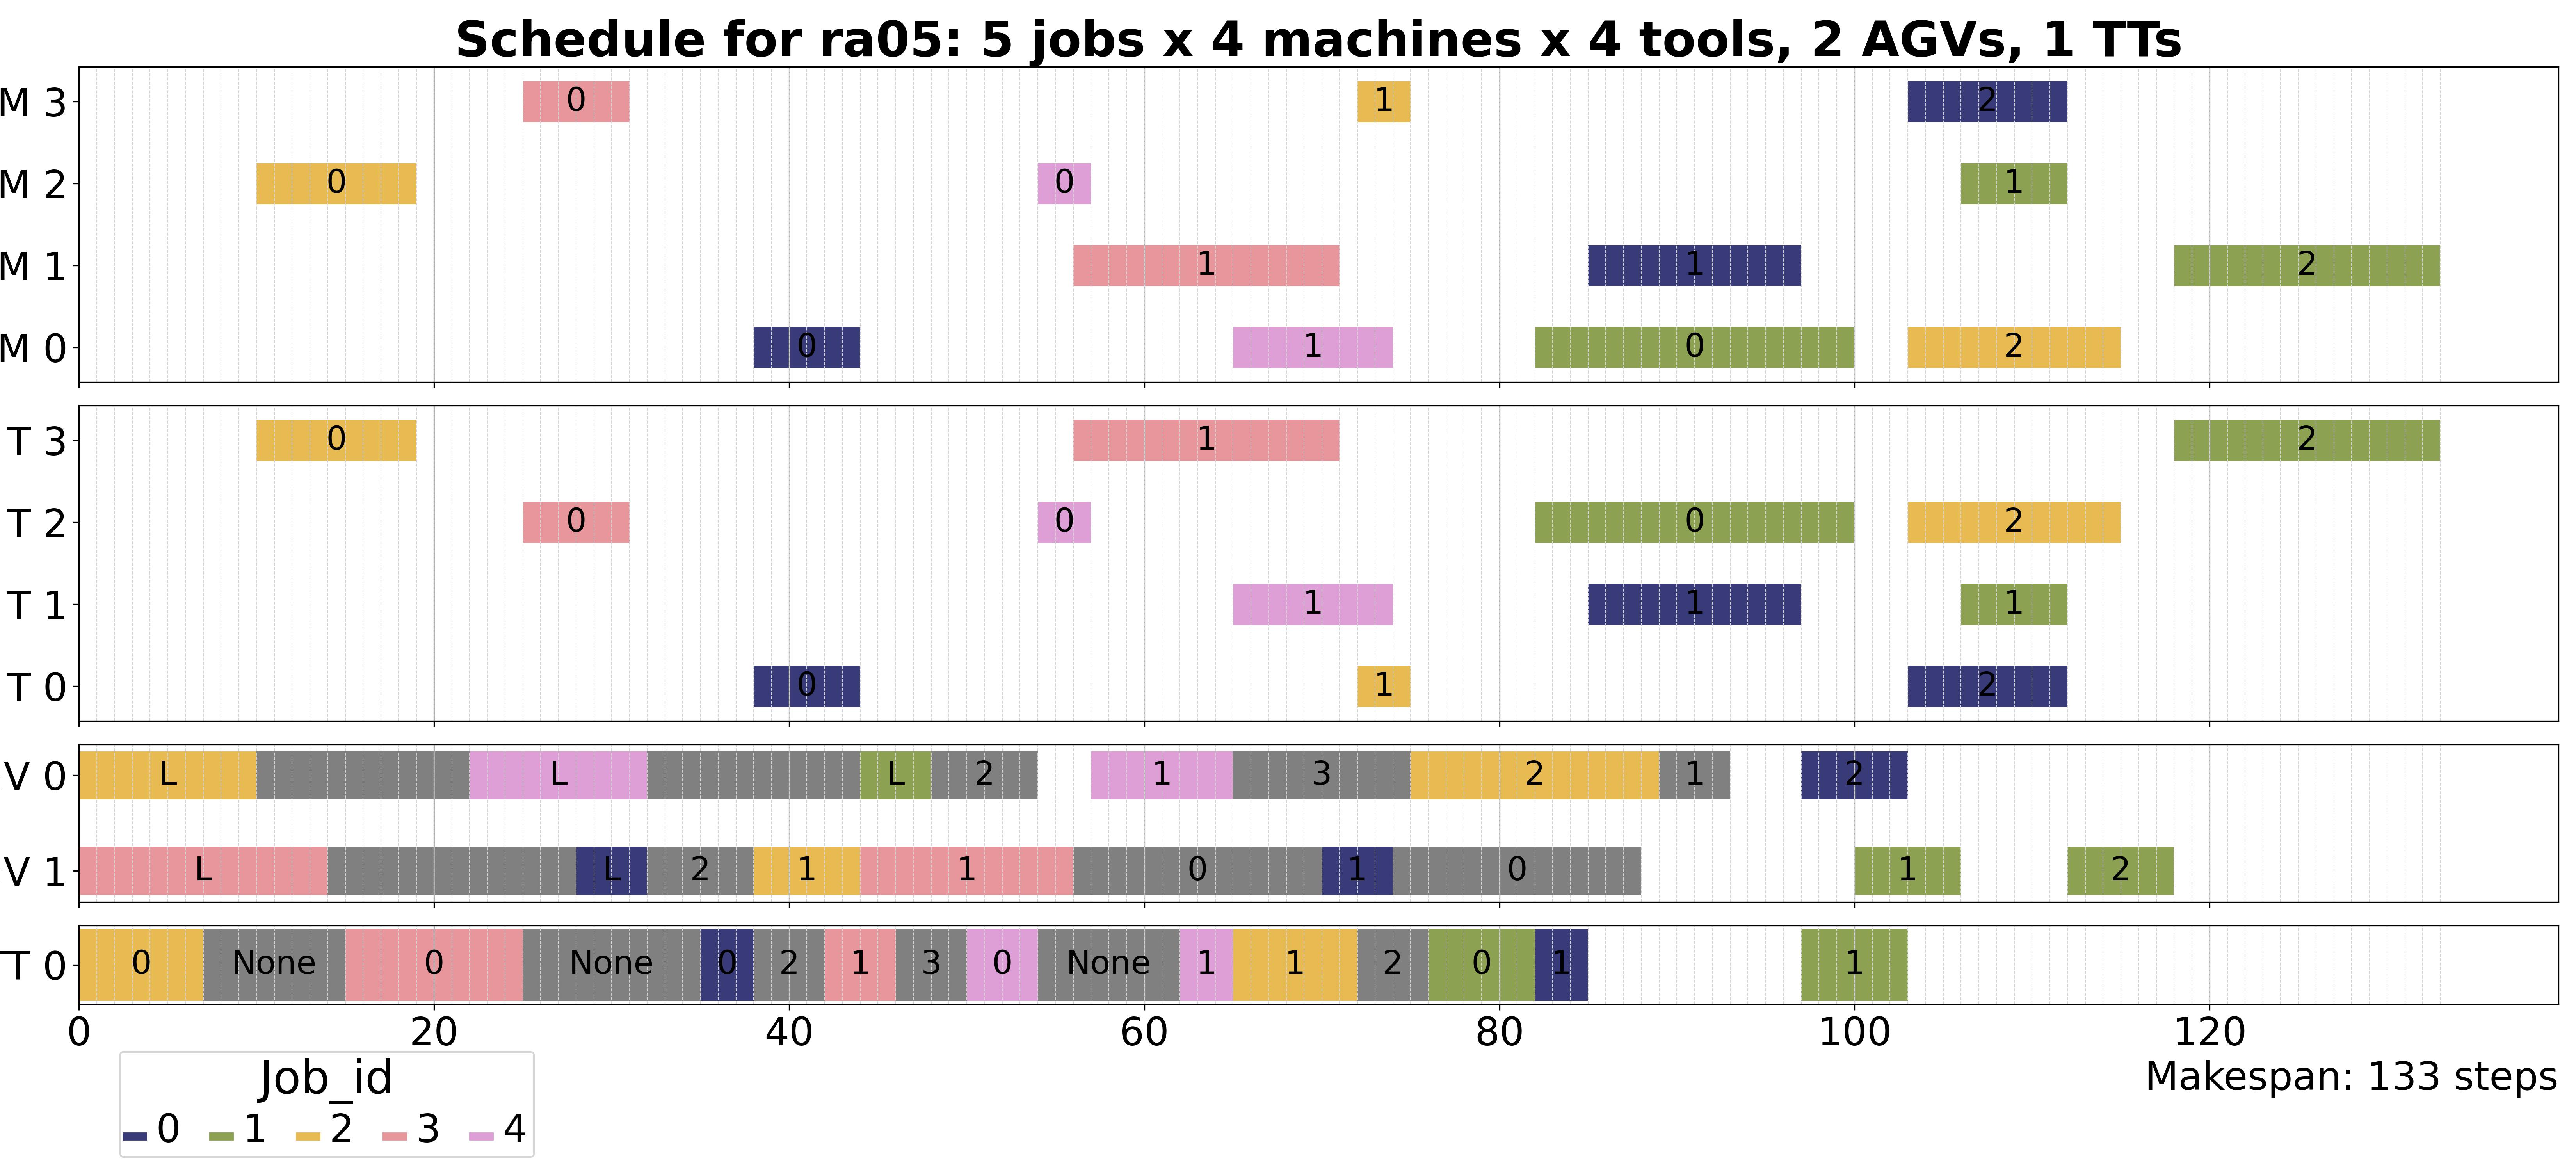 Schedule for ra05: 5 jobs x 4 machines x 4 tools, 2 AGVs, 1 TTs
M 3 0 1 2
M 2 0 0 1
M 1 1 1 2
M 0 0 1 0 2
T 3 0 1 2
T 2 0 0 0 2
T 1 1 1 1
T 0 0 1 2
V 0 L L L 2 1 3 2 1 2
V 1 L L 2 1 1 0 1 0 1 2
T 0 0 None 0 None 0 2 1 3 0 None 1 1 2 0 1 1
0 20 40 60 80 100 120
Makespan: 133 steps
Job_id
0 1 2 3 4